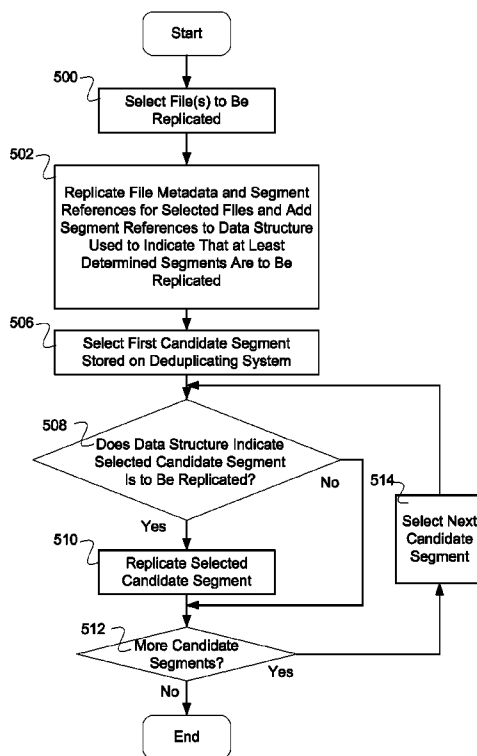 Start
500
Select File(s) to Be
Replicated
502
Replicate File Metadata and Segment
References for Selected Files and Add
Segment References to Data Structure
Used to Indicate That at Least
Determined Segments Are to Be
Replicated
506
Select First Candidate Segment
Stored on Deduplicating System
508
Does Data Structure Indicate
Selected Candidate Segment
Is to Be Replicated?
No
Yes
514
Select Next
Candidate
Segment
510
Replicate Selected
Candidate Segment
512
More Candidate
Segments?
Yes
No
End